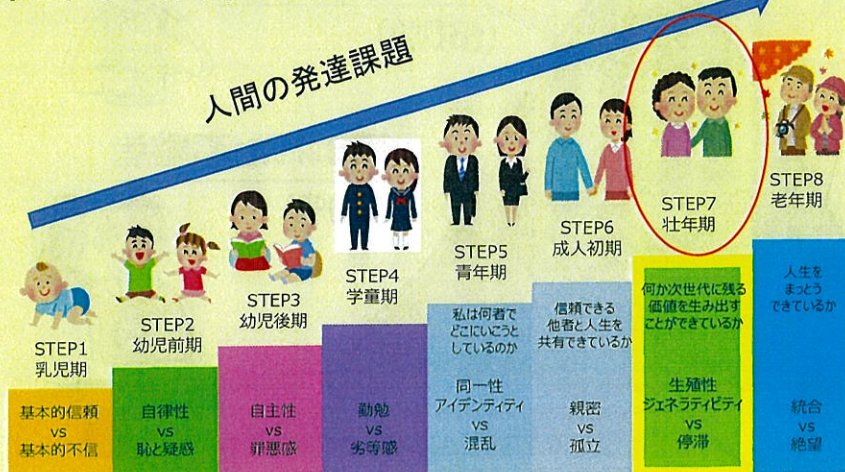 人間の発達課題
STEP1
乳児期
基本的信頼
vs
基本的不信
STEP2
幼児前期
自律性
vs
恥と疑惑
STEP3
幼児後期
自主性
vs
罪悪感
STEP4
学童期
勤勉
vs
劣等感
STEP5
青年期
私は何者で
どこにいこうと
しているのか
同一性
アイデンティティ
vs
混乱
STEP6
成人初期
信頼できる
他者と人生を
共有できているか
親密
vs
孤立
STEP7
壮年期
何か次世代に残る
価値を生み出す
ことができているか
生殖性
ジェネラティビティ
vs
停滞
STEP8
老年期
人生を
まっとう
できているか
統合
vs
絶望